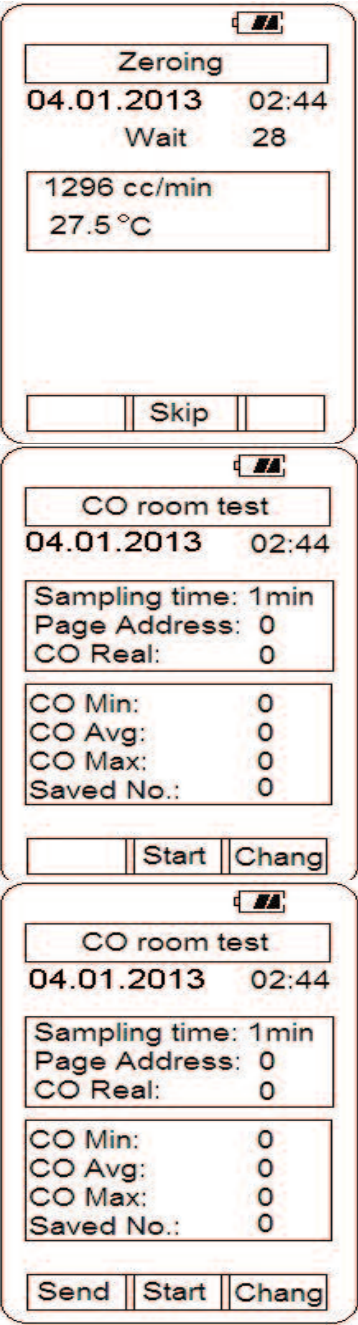 Zeroing
04.01.2013 02:44
Wait 28
1296 cc/min
27.5 °C
Skip
CO room test
04.01.2013 02:44
Sampling time: 1min
Page Address: 0
CO Real: 0
CO Min: 0
CO Avg: 0
CO Max: 0
Saved No.: 0
Start Chang
CO room test
04.01.2013 02:44
Sampling time: 1min
Page Address: 0
CO Real: 0
CO Min: 0
CO Avg: 0
CO Max: 0
Saved No.: 0
Send Start Chang